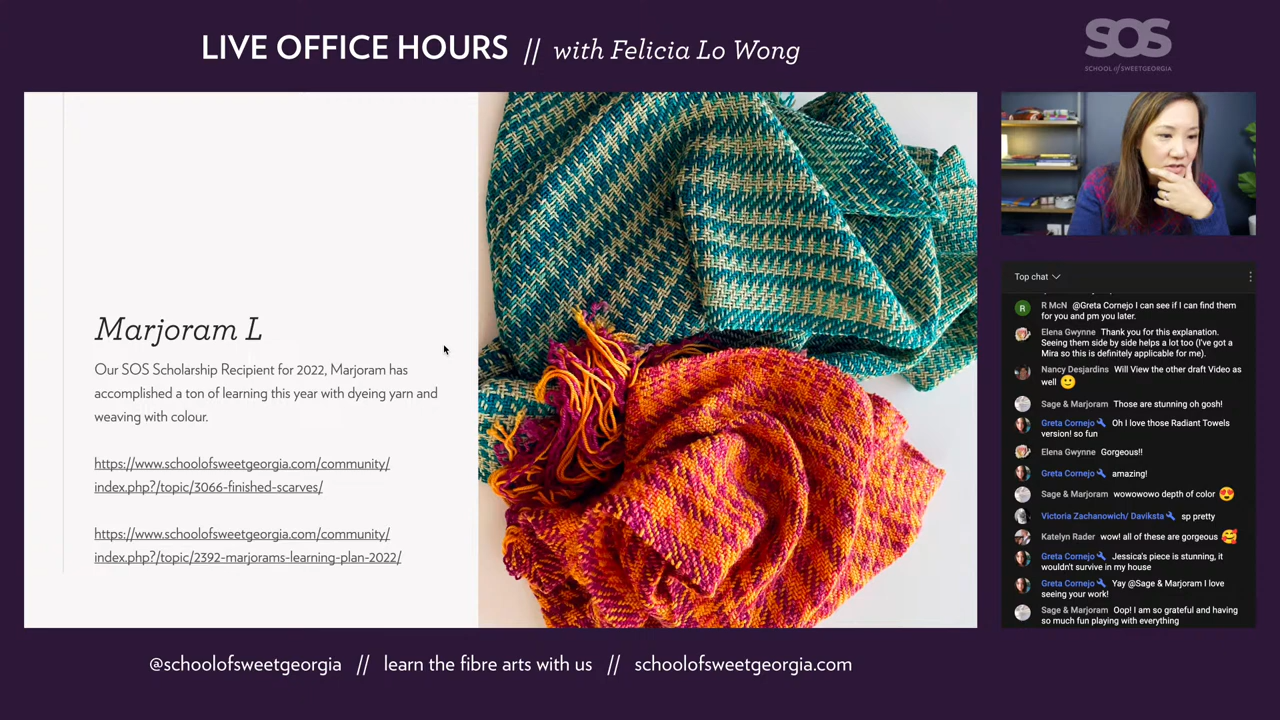 LIVE OFFICE HOURS // with Felicia Lo Wong
SOS
SCHOOL of SWEETGEORGIA
Marjoram L
Our SOS Scholarship Recipient for 2022, Marjoram has
accomplished a ton of learning this year with dyeing yarn and
weaving with colour.
https://www.schoolofsweetgeorgia.com/community/
index.php?/topic/3066-finished-scarves/
https://www.schoolofsweetgeorgia.com/community/
index.php?/topic/2392-marjorams-learning-plan-2022/
Top chat
R
R McN @Greta Cornejo I can see if I can find them
for you and pm you later.
Elena Gwynne Thank you for this explanation.
Seeing them side by side helps a lot too (I've got a
Mira so this is definitely applicable for me).
Nancy Desjardins Will View the other draft Video as
well
Sage & Marjoram Those are stunning oh gosh!
Greta Cornejo Oh I love those Radiant Towels
version! so fun
Elena Gwynne Gorgeous!!
Greta Cornejo amazing!
Sage & Marjoram wowowowo depth of color
Victoria Zachanowich/ Daviksta sp pretty
Katelyn Rader wow! all of these are gorgeous
Greta Cornejo Jessica's piece is stunning, it
wouldn't survive in my house
Greta Cornejo Yay @Sage & Marjoram I love
seeing your work!
Sage & Marjoram Oop! I am so grateful and having
so much fun playing with everything
@schoolofsweetgeorgia // learn the fibre arts with us // schoolofsweetgeorgia.com